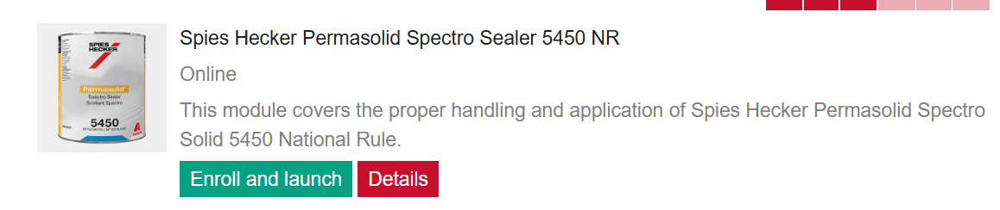 Spies Hecker Permasolid Spectro Sealer 5450 NR
Online
This module covers the proper handling and application of Spies Hecker Permasolid Spectro
Solid 5450 National Rule.
Enroll and launch
Details
SPIES
HECKER
Permasolid
Spectro Sealer
Scellant Spectro
5450